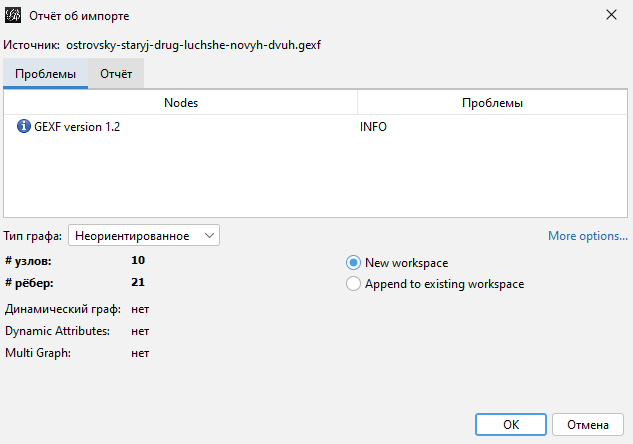 Отчёт об импорте
Источник: ostrovsky-staryj-drug-luchshe-novyh-dvuh.gexf
Проблемы Отчёт
Nodes Проблемы
GEXF version 1.2 INFO
Тип графа: Неориентированное More options...
# узлов: 10 New workspace
# рёбер: 21 Append to existing workspace
Динамический граф: нет
Dynamic Attributes: нет
Multi Graph: нет
OK Отмена